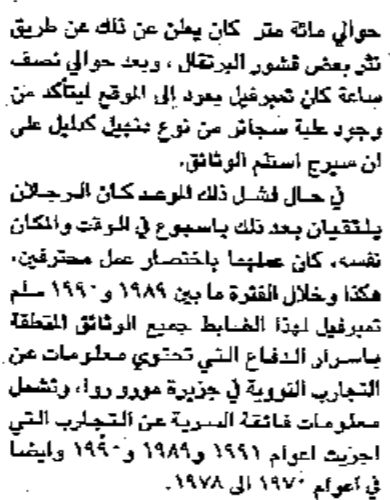 حوالي مائة متر كان يعلن عن ذلك عن طريق
نثر بعض قشور البرتقال ، وبعد حوالي نصف
ساعة كان تمبرفيل يعود إلى الموقع ليتأكد من
وجود علبة سجائر من نوع كدليل على
ان سيرج استلم الوثائق.
في حال فشل ذلك الموعد كان الرجلان
يلتقيان بعد ذلك باسبوع في الوقت والمكان
نفسه. كان عملهما باختصار عمل محترفين.
هكذا وخلال الفترة ما بين ١٩٨٩ و١٩٩٠ سلم
تمبرفيل لهذا الضابط جميع الوثائق المتعلقة
باسرار الدفاع التي تحتوي معلومات عن
التجارب النووية في جزيرة مورو روا، وتشمل
معلومات فائقة السرية عن التجارب التي
اجريت اعوام ١٩٩١ و١٩٨٩ و١٩٩٠ وايضا
في اعوام ١٩٧٠ الى ١٩٧٨.